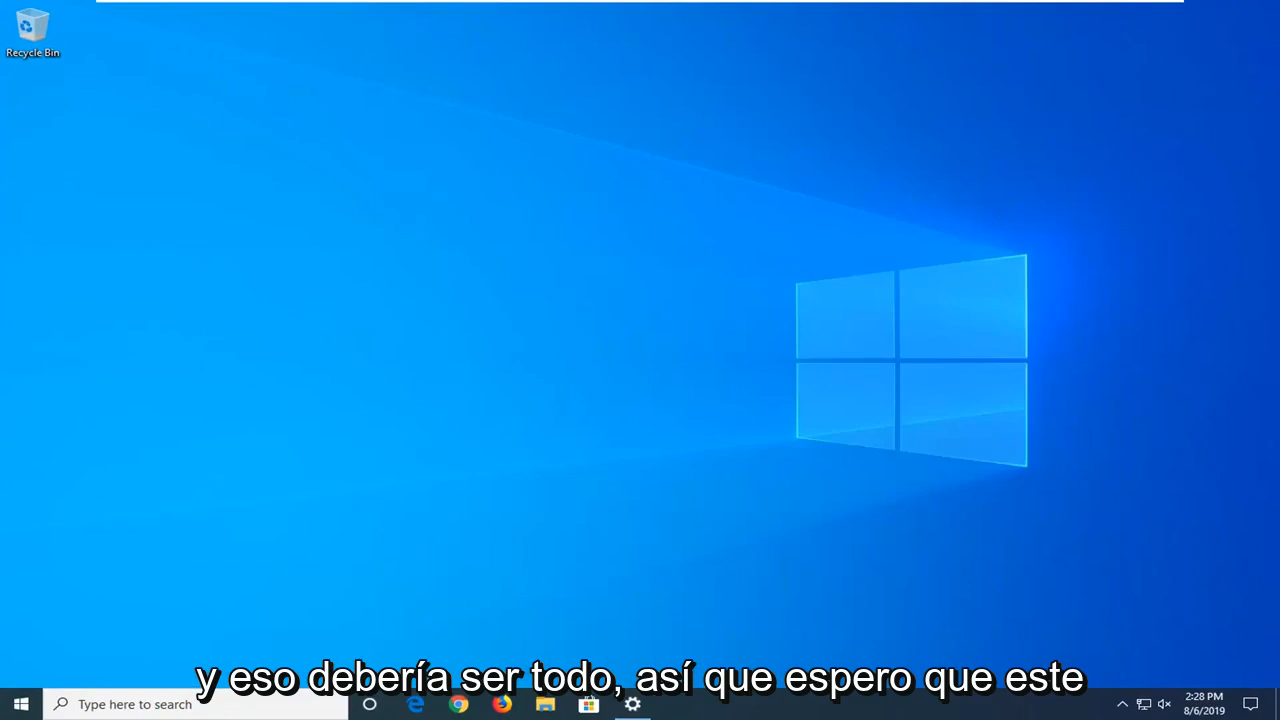 Recycle Bin
y eso debería ser todo, así que espero que este
Type here to search
2:28 PM
8/6/2019